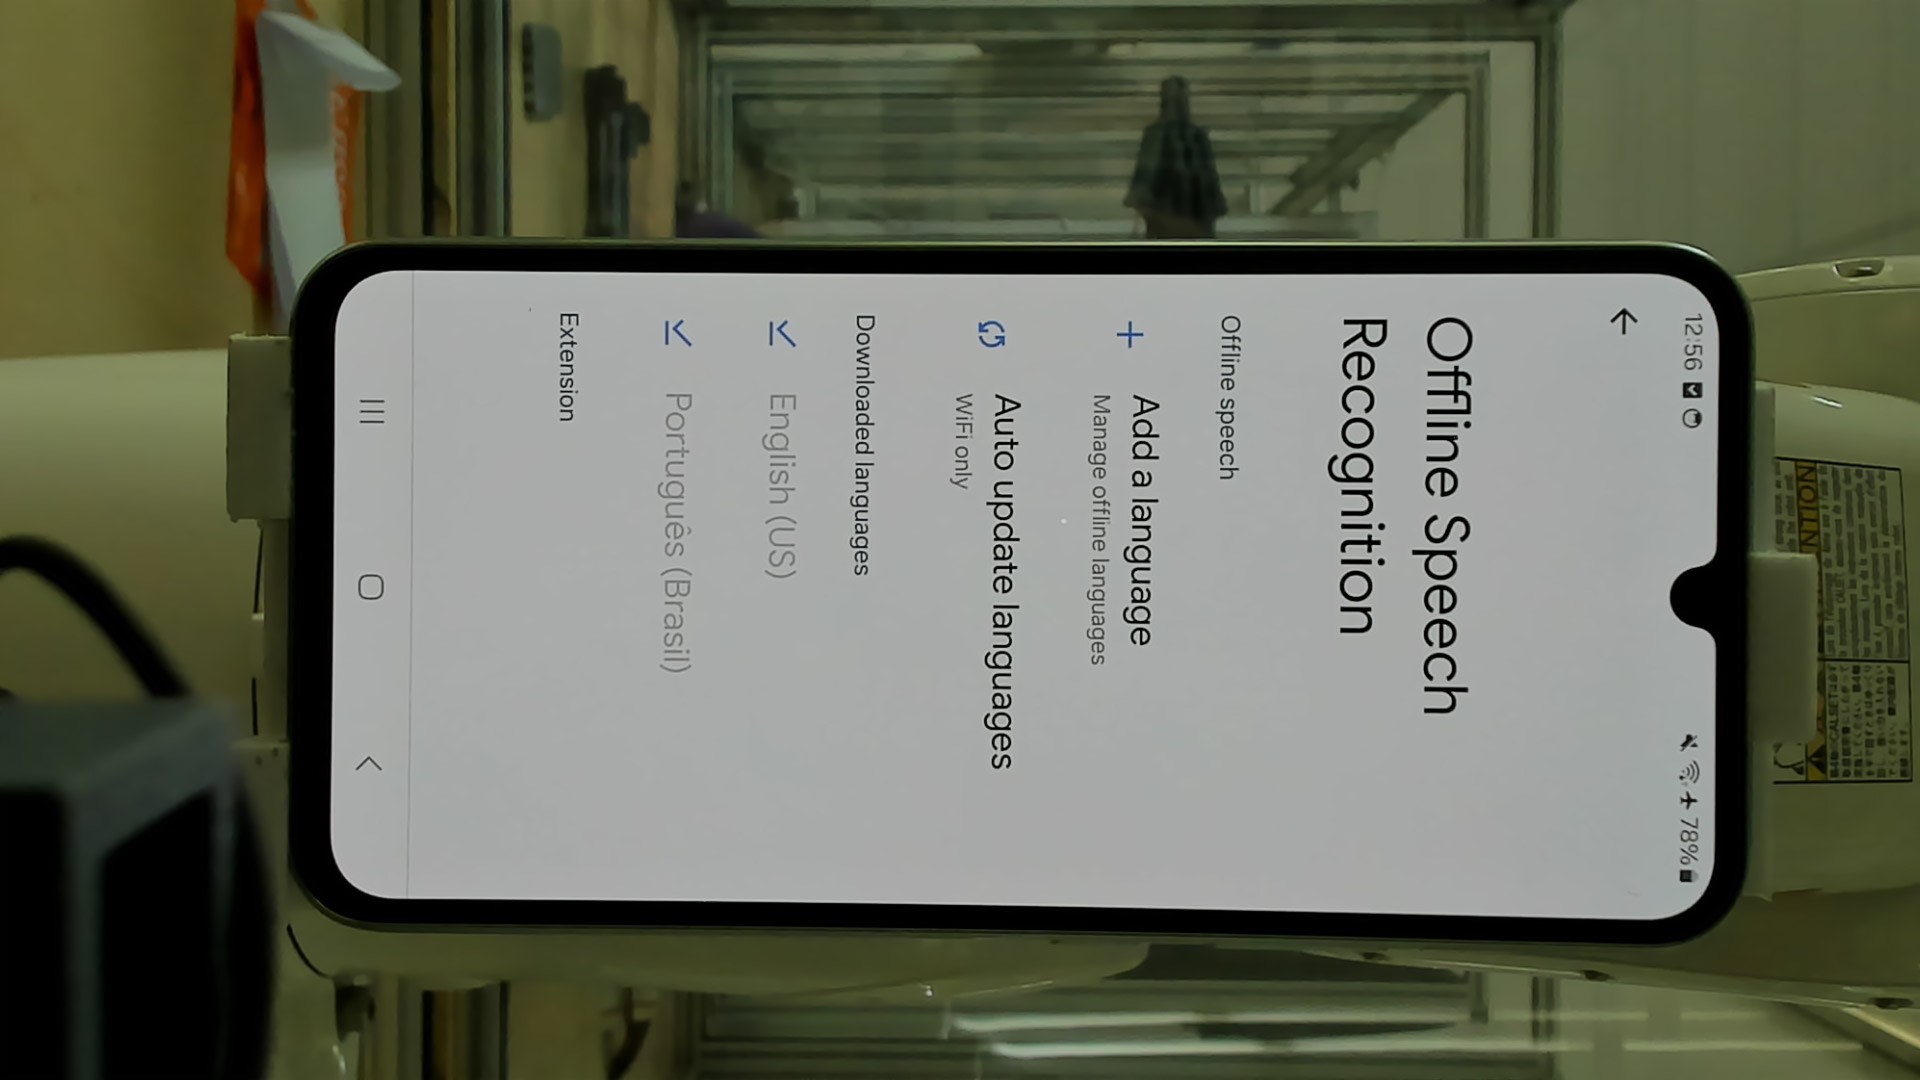 12:56
78%
Offline Speech
Recognition
Offline speech
Add a language
Manage offline languages
Auto update languages
WiFi only
Downloaded languages
English (US)
Português (Brasil)
Extension